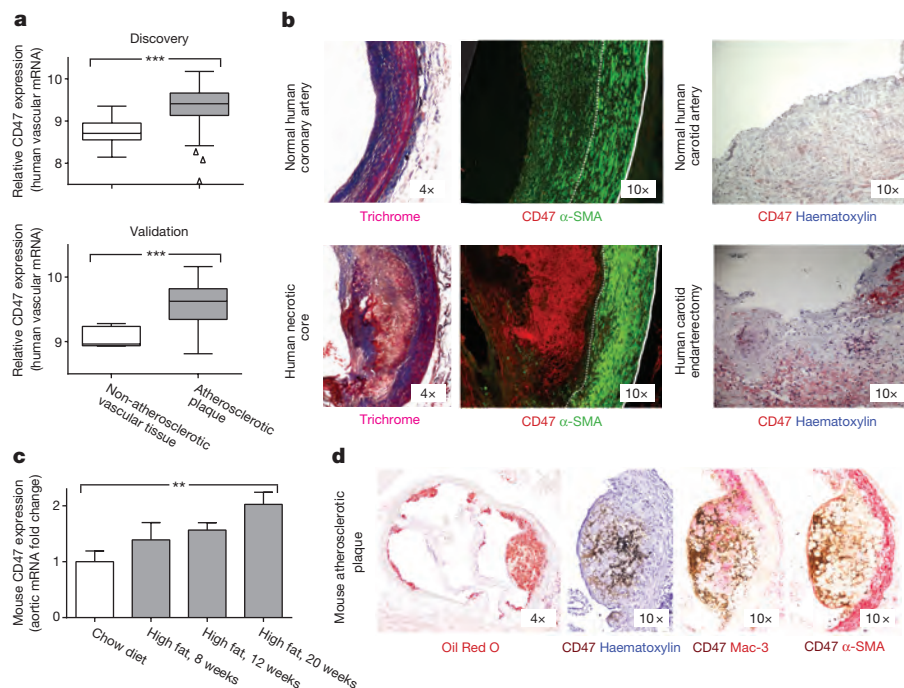 a
Discovery
***
Relative CD47 expression
(human vascular mRNA)
10
9
8
Validation
***
Relative CD47 expression
(human vascular mRNA)
10
9
Non-atherosclerotic
vascular tissue
Atherosclerotic
plaque
b
Normal human
coronary artery
4×
Trichrome
10×
CD47 α-SMA
Normal human
carotid artery
10×
CD47 Haematoxylin
Human necrotic
core
4×
Trichrome
10×
CD47 α-SMA
Human carotid
endarterectomy
10×
CD47 Haematoxylin
c
**
Mouse CD47 expression
(aortic mRNA fold change)
2
1
0
Chow diet
High fat, 8 weeks
High fat, 12 weeks
High fat, 20 weeks
d
Mouse atherosclerotic
plaque
4×
Oil Red O
10×
CD47 Haematoxylin
10×
CD47 Mac-3
10×
CD47 α-SMA